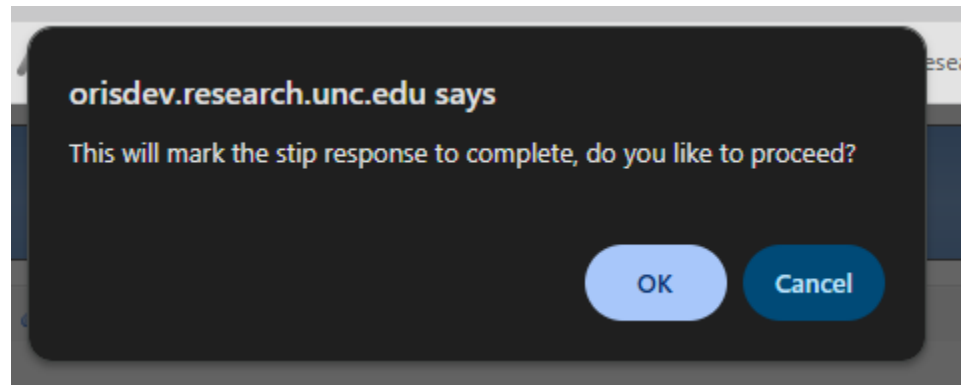 orisdev.research.unc.edu says
This will mark the stip response to complete, do you like to proceed?
OK
Cancel